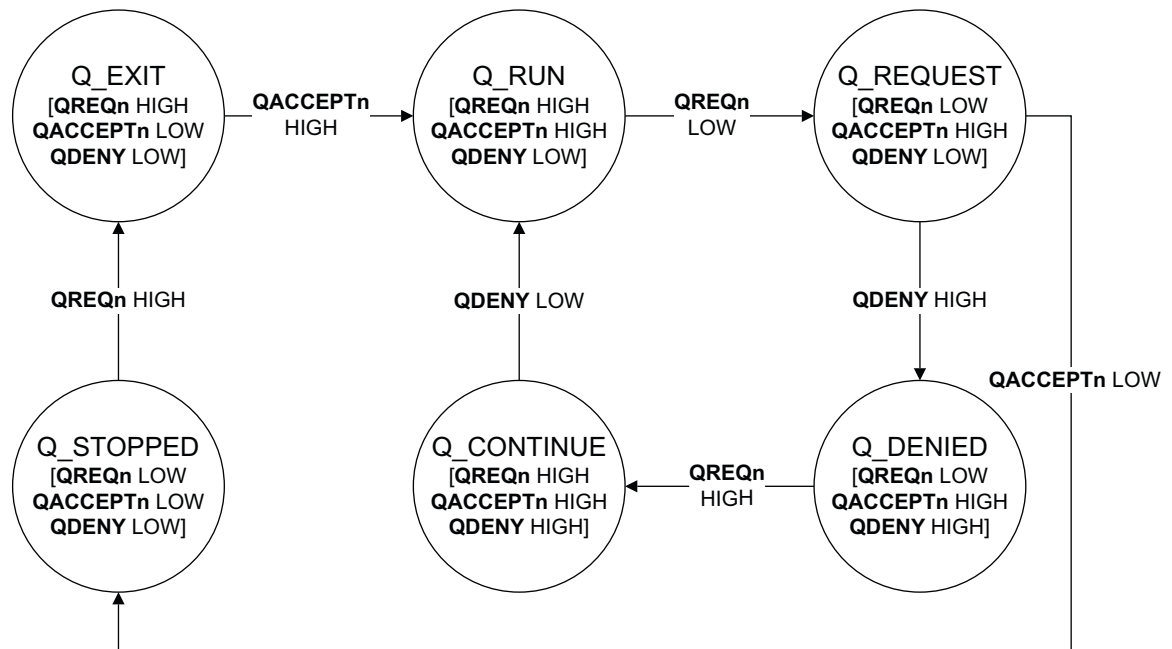 Q_EXIT
[QREQn HIGH
QACCEPTn LOW
QDENY LOW]
QACCEPTn
HIGH
Q_RUN
[QREQn HIGH
QACCEPTn HIGH
QDENY LOW]
QREQn
LOW
Q_REQUEST
[QREQn LOW
QACCEPTn HIGH
QDENY LOW]
QREQn HIGH
QDENY LOW
QDENY HIGH
QACCEPTn LOW
Q_STOPPED
[QREQn LOW
QACCEPTn LOW
QDENY LOW]
Q_CONTINUE
[QREQn HIGH
QACCEPTn HIGH
QDENY HIGH]
QREQn
HIGH
Q_DENIED
[QREQn LOW
QACCEPTn HIGH
QDENY HIGH]